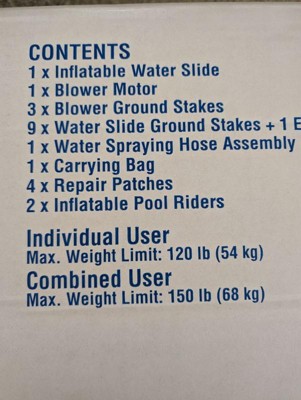 CONTENTS
1 x Inflatable Water Slide
1 x Blower Motor
3 x Blower Ground Stakes
9 x Water Slide Ground Stakes + 1 E
1 x Water Spraying Hose Assembly
1 x Carrying Bag
4 x Repair Patches
2 x Inflatable Pool Riders
Individual User
Max. Weight Limit: 120 lb (54 kg)
Combined User
Max. Weight Limit: 150 lb (68 kg)